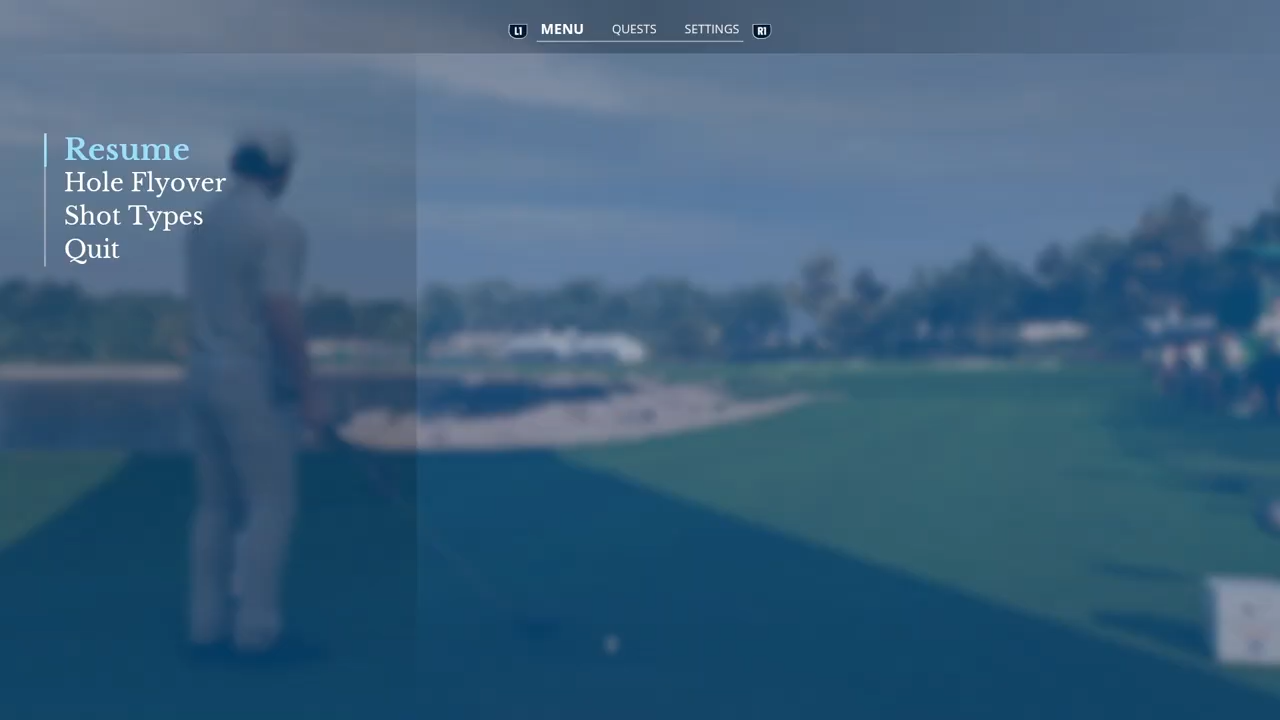 L1 MENU QUESTS SETTINGS R1
Resume
Hole Flyover
Shot Types
Quit